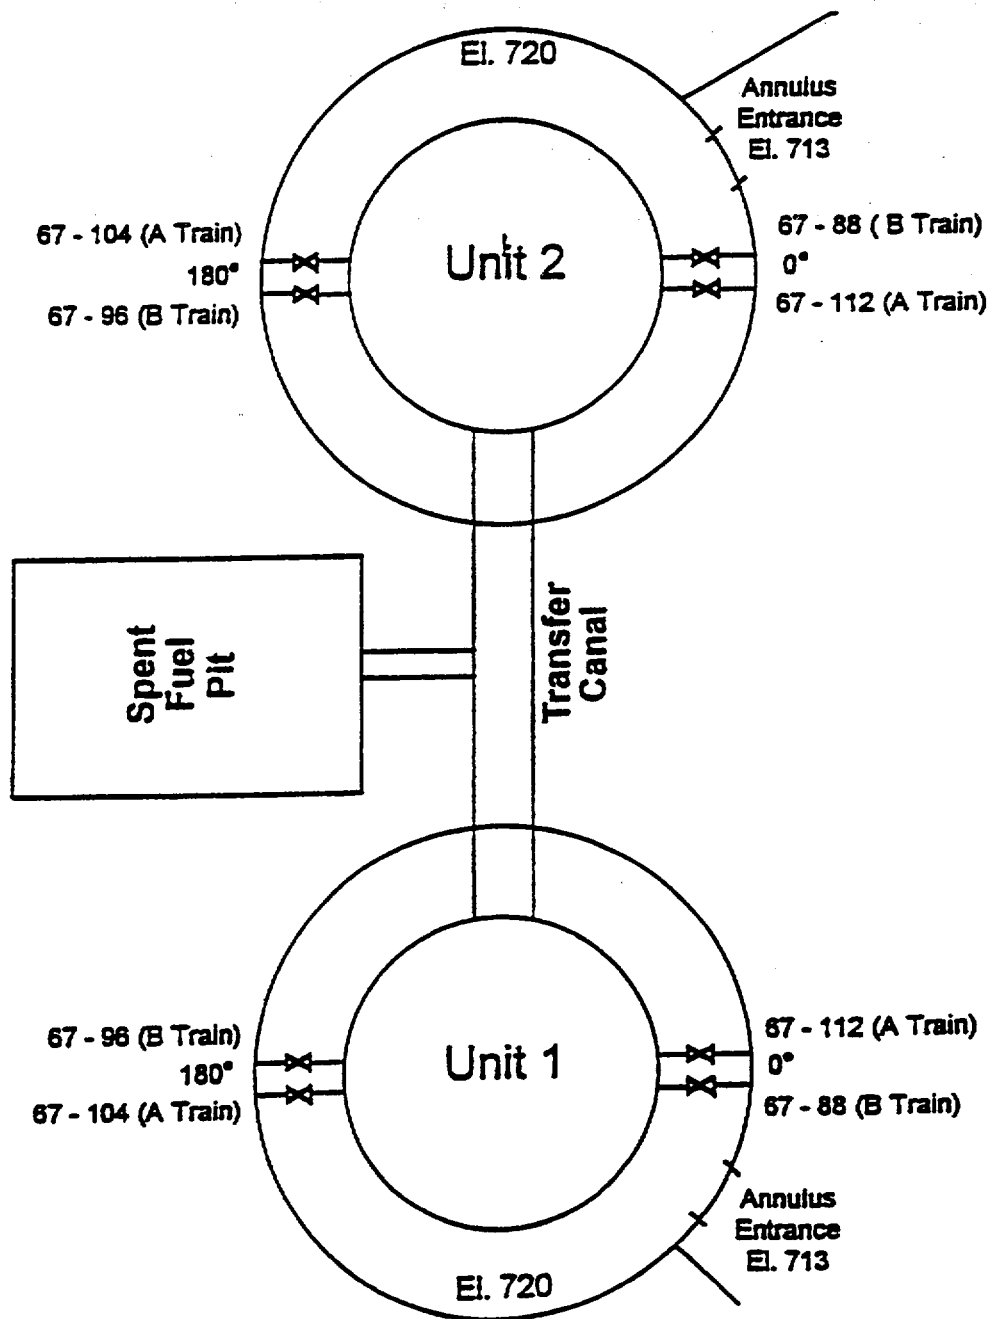 El. 720
Annulus
Entrance
El. 713
67 - 104 (A Train)
180°
67 - 96 (B Train)
Unit 2
67 - 88 ( B Train)
0°
67 - 112 (A Train)
Spent
Fuel
Pit
Transfer
Canal
67 - 96 (B Train)
180°
67 - 104 (A Train)
Unit 1
67 - 112 (A Train)
0°
67 - 88 (B Train)
Annulus
Entrance
El. 713
El. 720